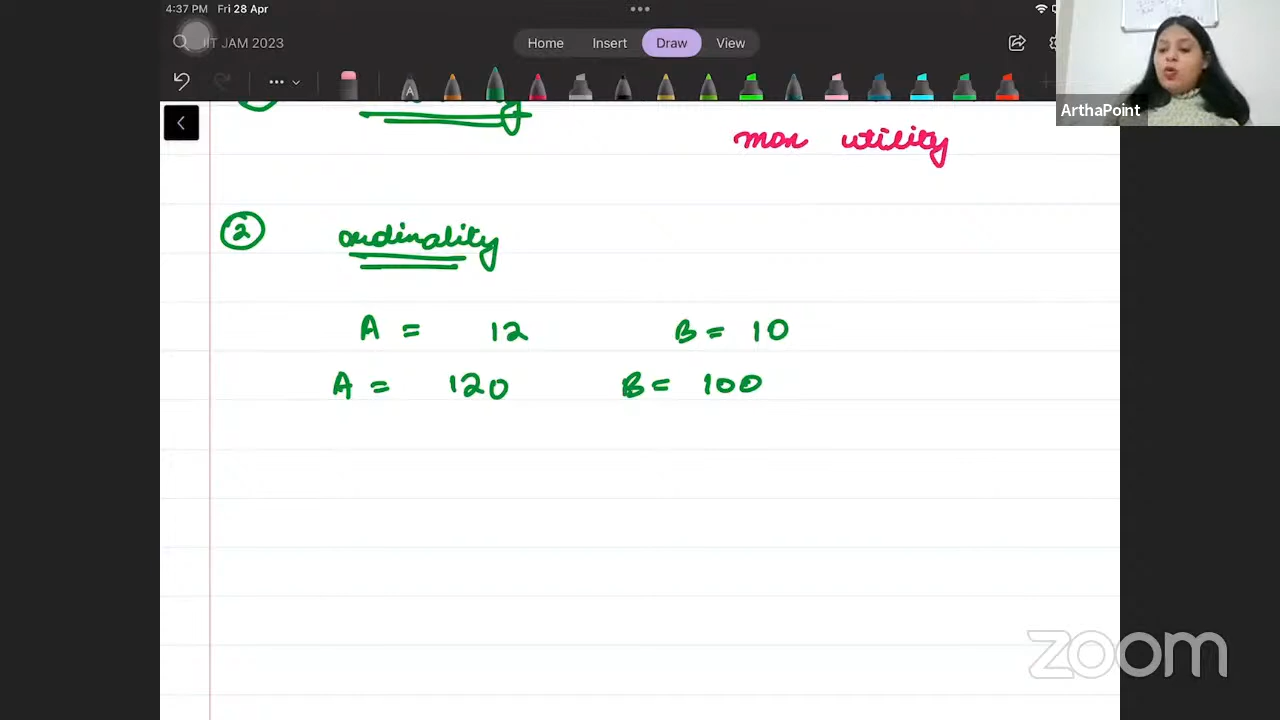 4:37 PM Fri 28 Apr
IIT JAM 2023
Home Insert Draw View
A
ArthaPoint
max utility
2 ordinality
A = 12 B = 10
A = 120 B = 100
zoom